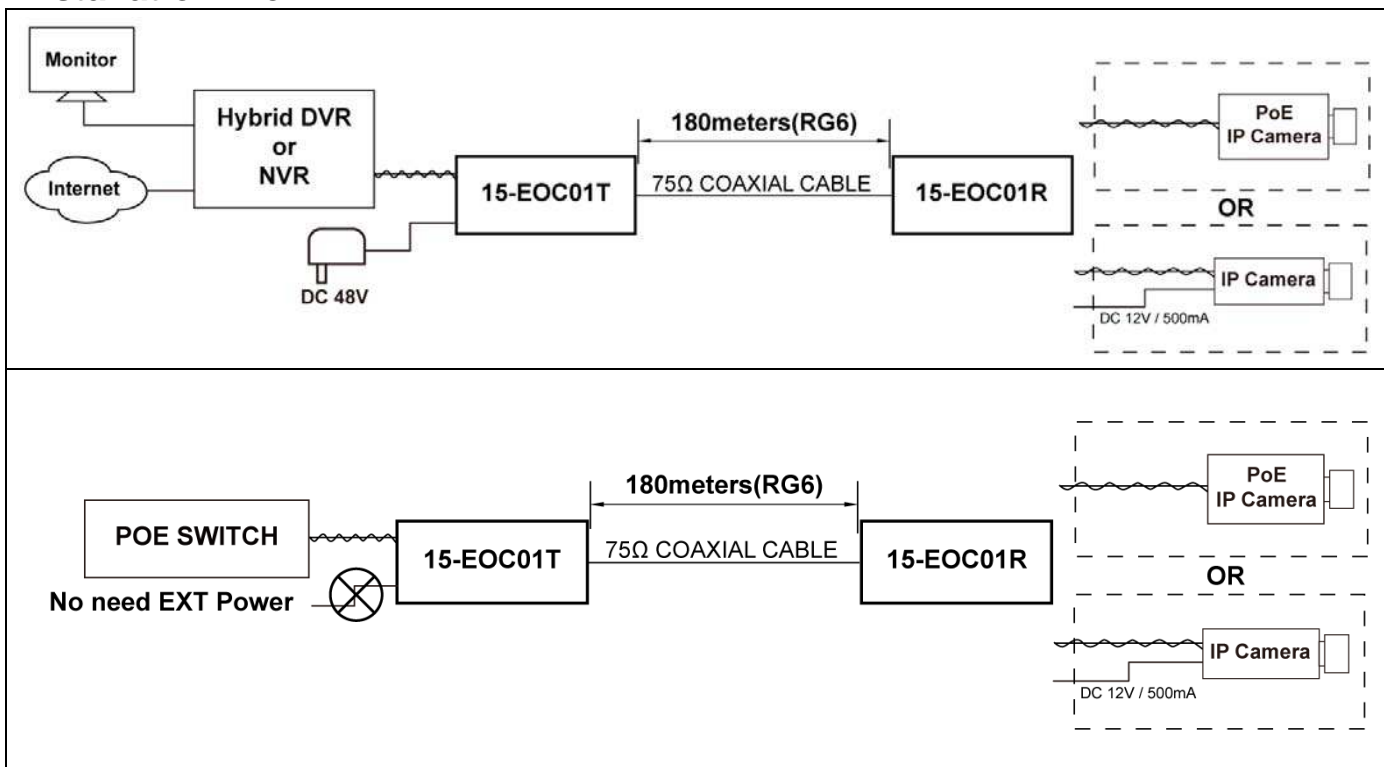 Monitor
Internet
Hybrid DVR
or
NVR
DC 48V
15-EOC01T
180meters(RG6)
75Ω COAXIAL CABLE
15-EOC01R
PoE
IP Camera
OR
IP Camera
DC 12V / 500mA
POE SWITCH
No need EXT Power
15-EOC01T
180meters(RG6)
75Ω COAXIAL CABLE
15-EOC01R
PoE
IP Camera
OR
IP Camera
DC 12V / 500mA